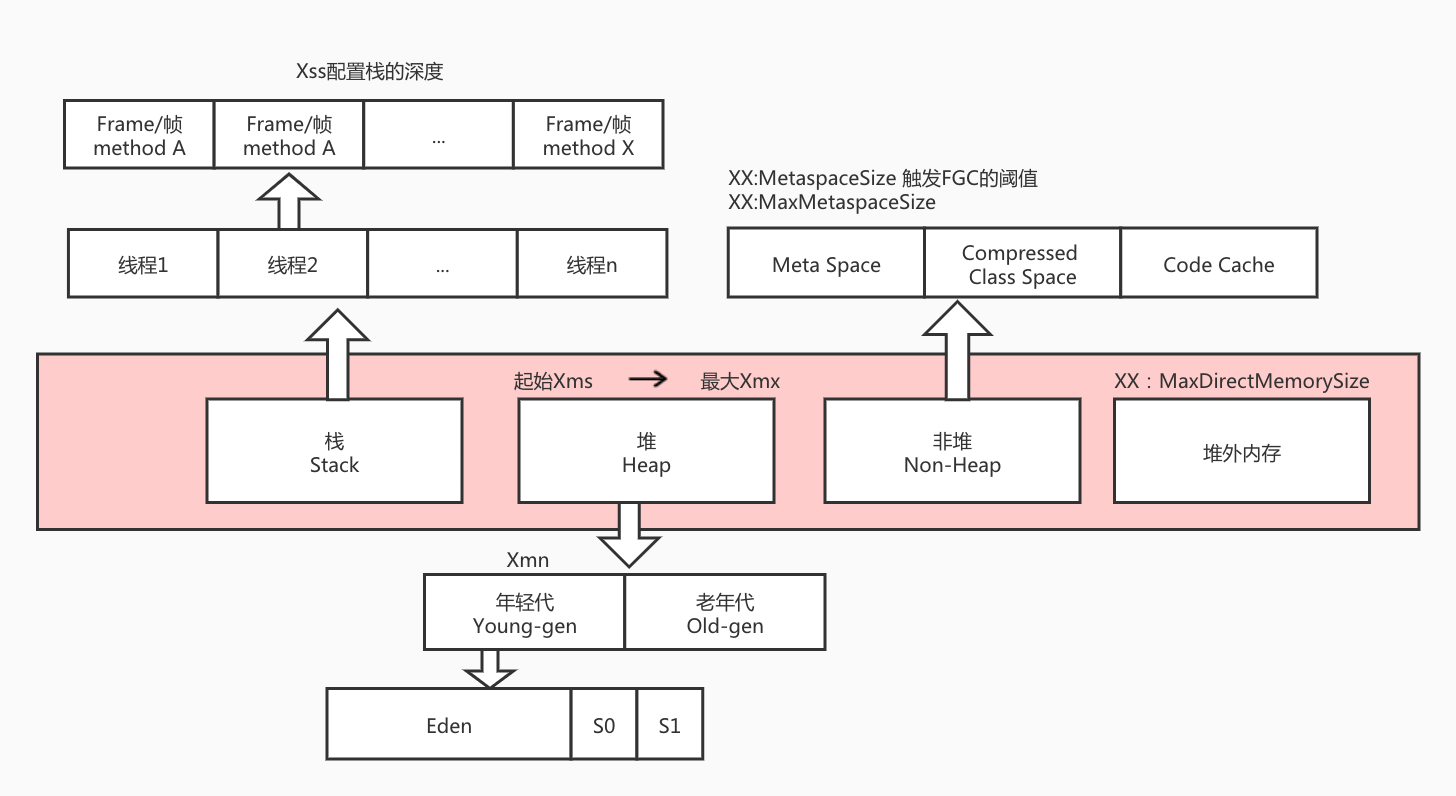 Xss配置栈的深度
Frame/帧
method A
Frame/帧
method A
...
Frame/帧
method X
XX:MetaspaceSize 触发FGC的阈值
XX:MaxMetaspaceSize
线程1
线程2
...
线程n
Meta Space
Compressed
Class Space
Code Cache
起始Xms
最大Xmx
XX：MaxDirectMemorySize
栈
Stack
堆
Heap
非堆
Non-Heap
堆外内存
Xmn
年轻代
Young-gen
老年代
Old-gen
Eden
S0
S1